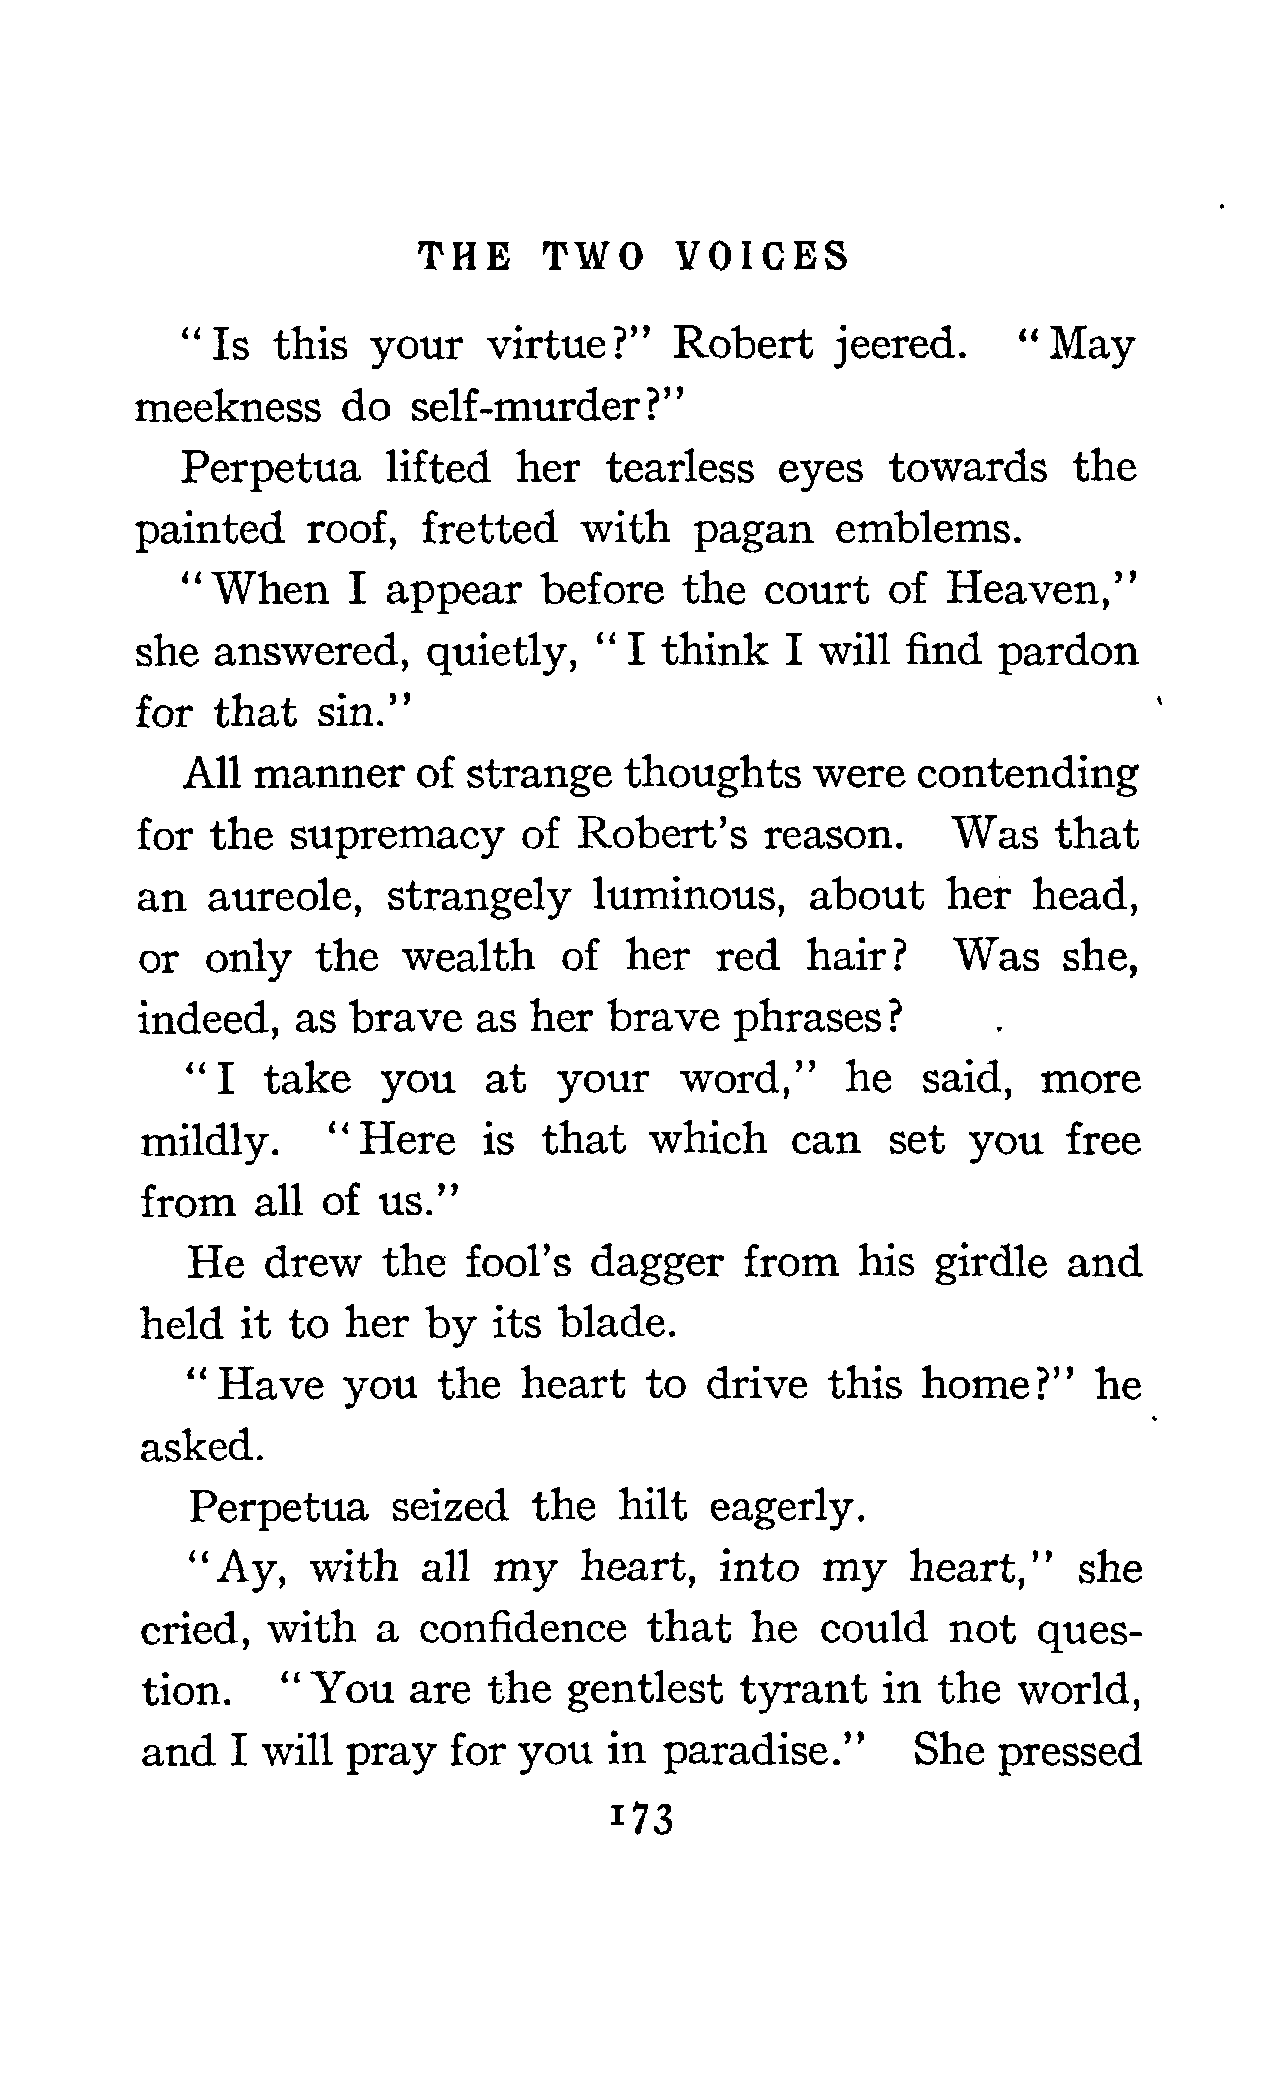 THE TWO VOICES
"Is this your virtue?" Robert jeered. "May
meekness do self-murder?"
Perpetua lifted her tearless eyes towards the
painted roof, fretted with pagan emblems.
"When I appear before the court of Heaven,"
she answered, quietly, "I think I will find pardon
for that sin."
All manner of strange thoughts were contending
for the supremacy of Robert's reason. Was that
an aureole, strangely luminous, about her head,
or only the wealth of her red hair? Was she,
indeed, as brave as her brave phrases?
"I take you at your word," he said, more
mildly. "Here is that which can set you free
from all of us."
He drew the fool's dagger from his girdle and
held it to her by its blade.
"Have you the heart to drive this home?" he
asked.
Perpetua seized the hilt eagerly.
"Ay, with all my heart, into my heart," she
cried, with a confidence that he could not ques-
tion. "You are the gentlest tyrant in the world,
and I will pray for you in paradise." She pressed
173